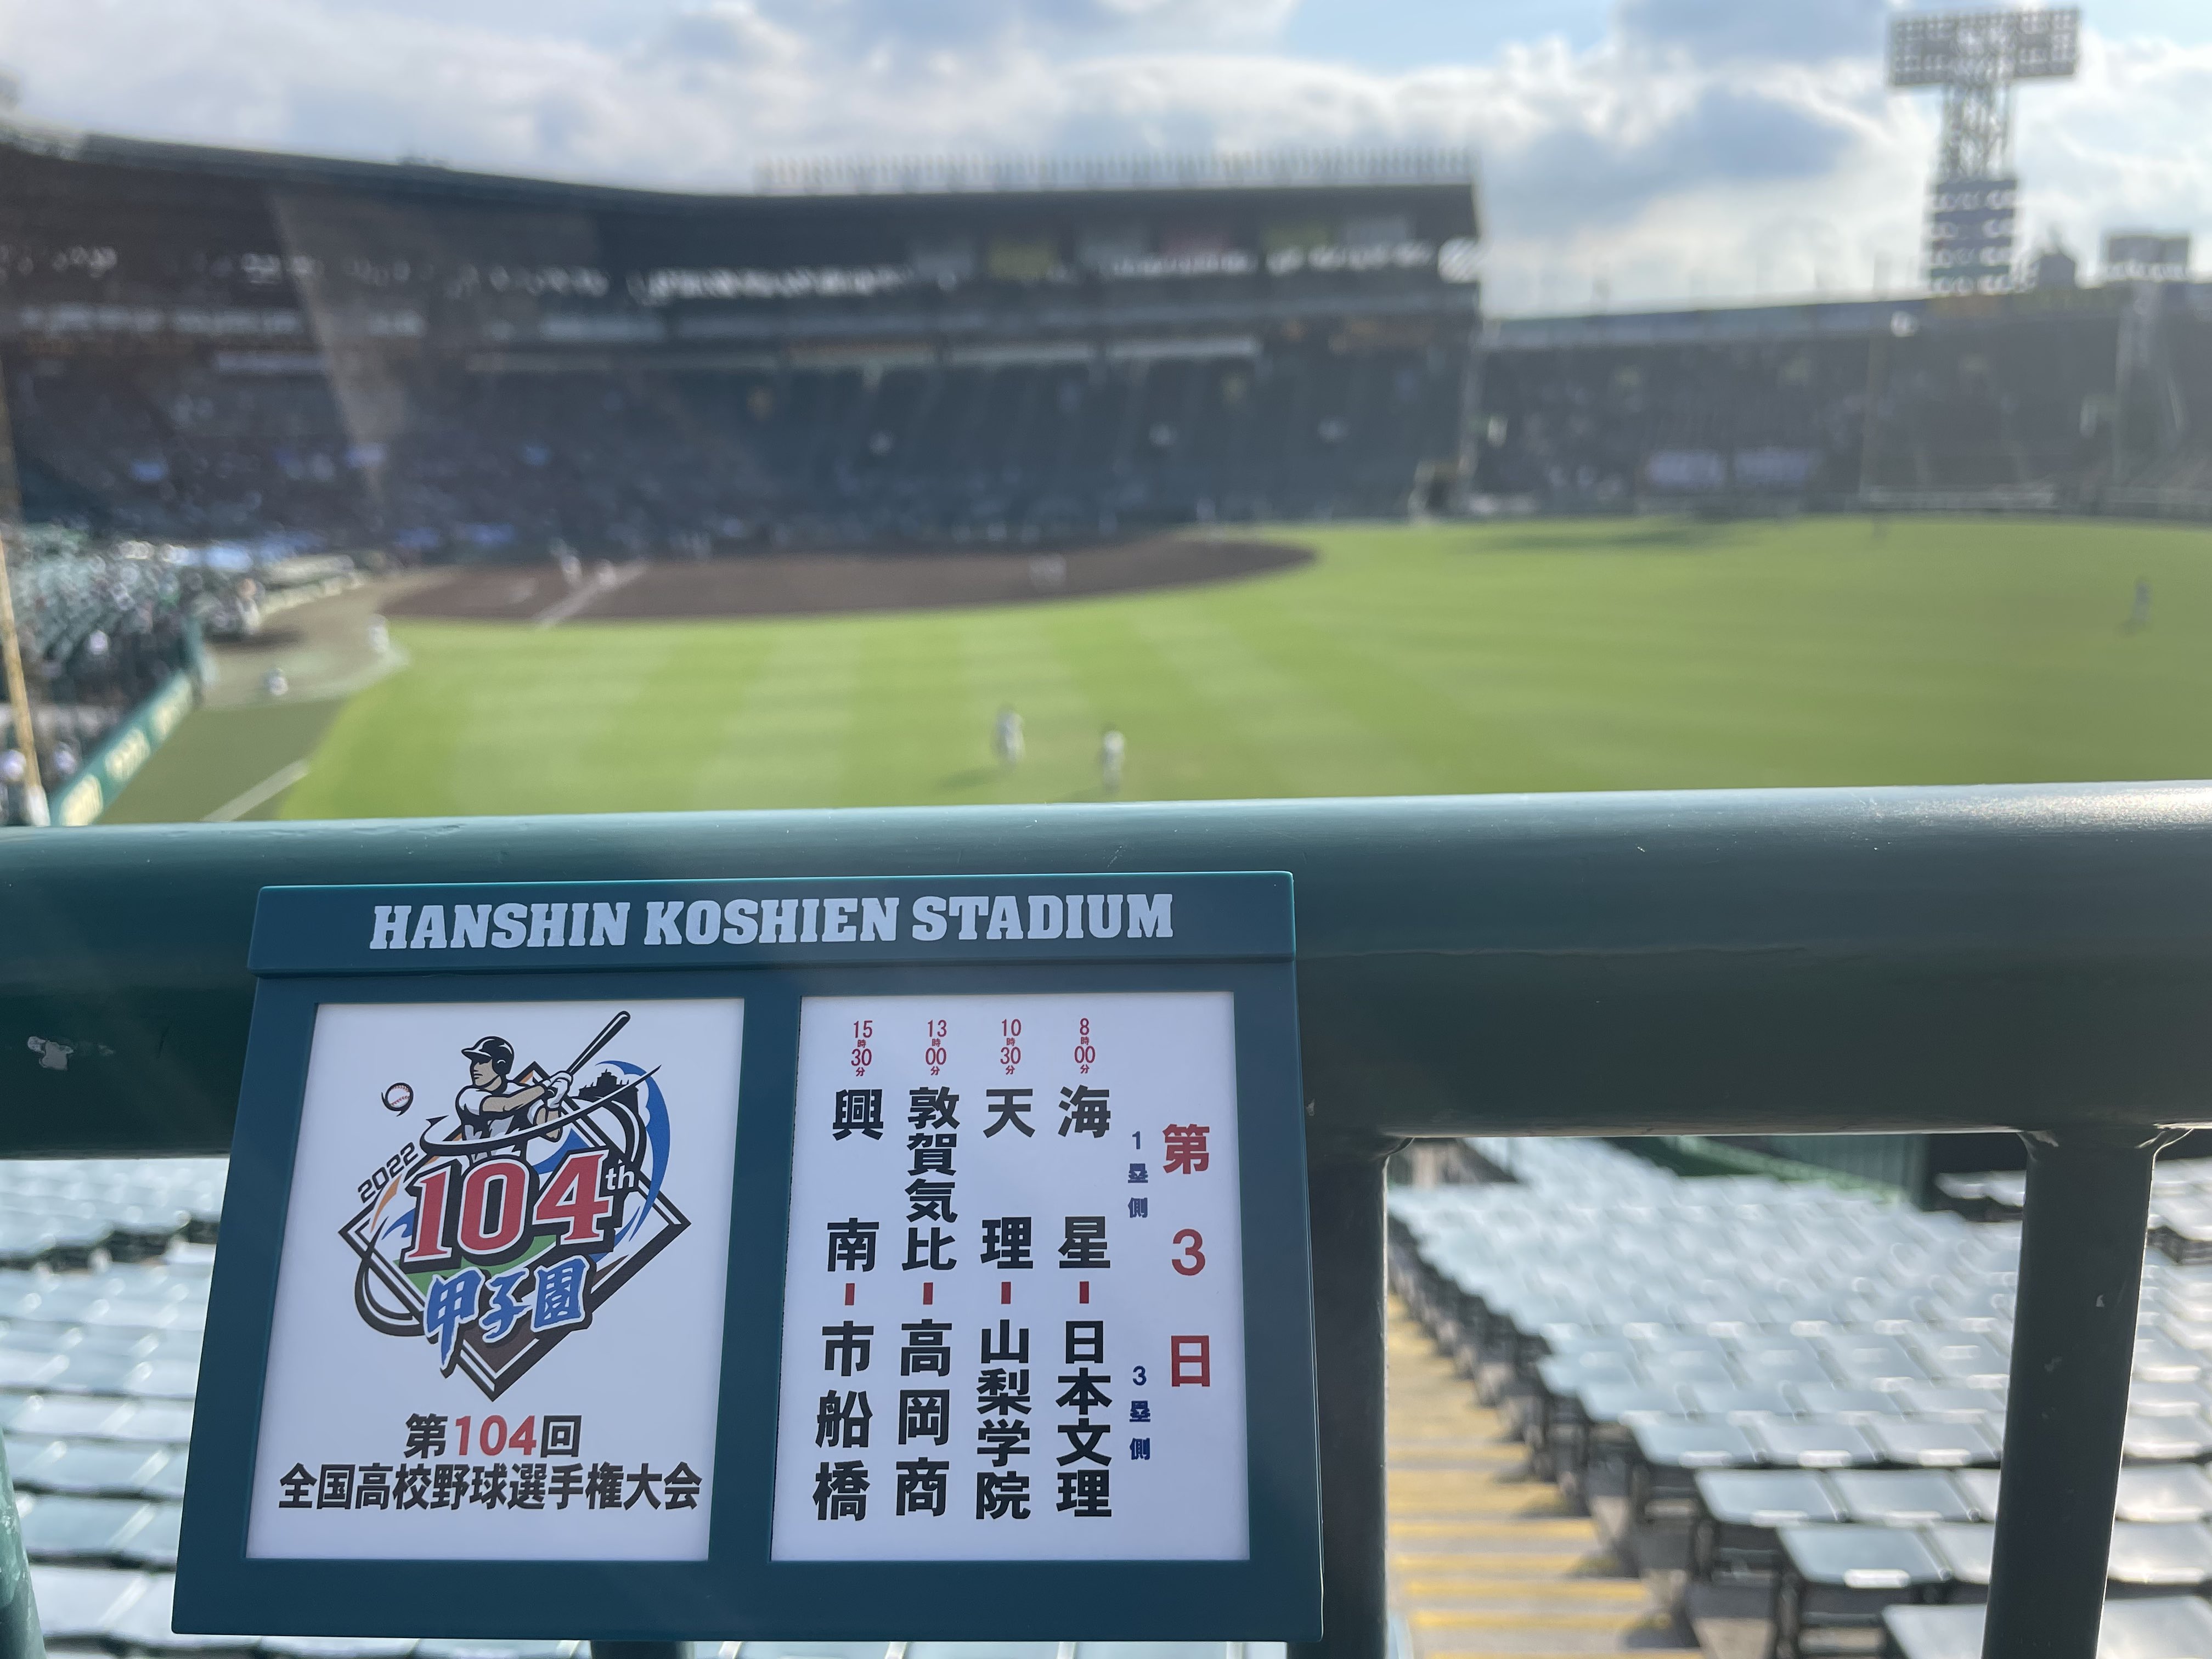 HANSHIN KOSHIEN STADIUM
2022
104th
甲子園
第104回
全国高校野球選手権大会
第3日
1塁側
3塁側
8時00分
海星-日本文理
10時30分
天理-山梨学院
13時00分
敦賀気比-高岡商
15時30分
興南-市船橋